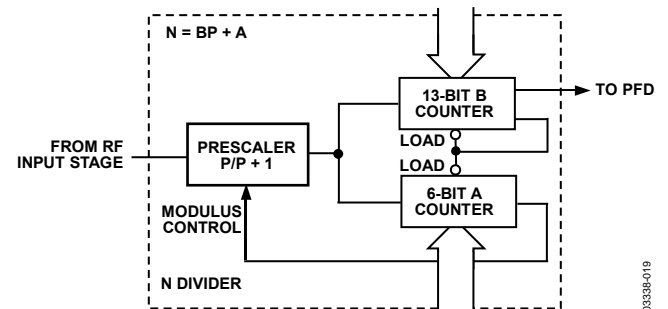 N = BP + A
13-BIT B
COUNTER
TO PFD
LOAD
FROM RF
INPUT STAGE
PRESCALER
P/P + 1
LOAD
6-BIT A
COUNTER
MODULUS
CONTROL
N DIVIDER
03338-019